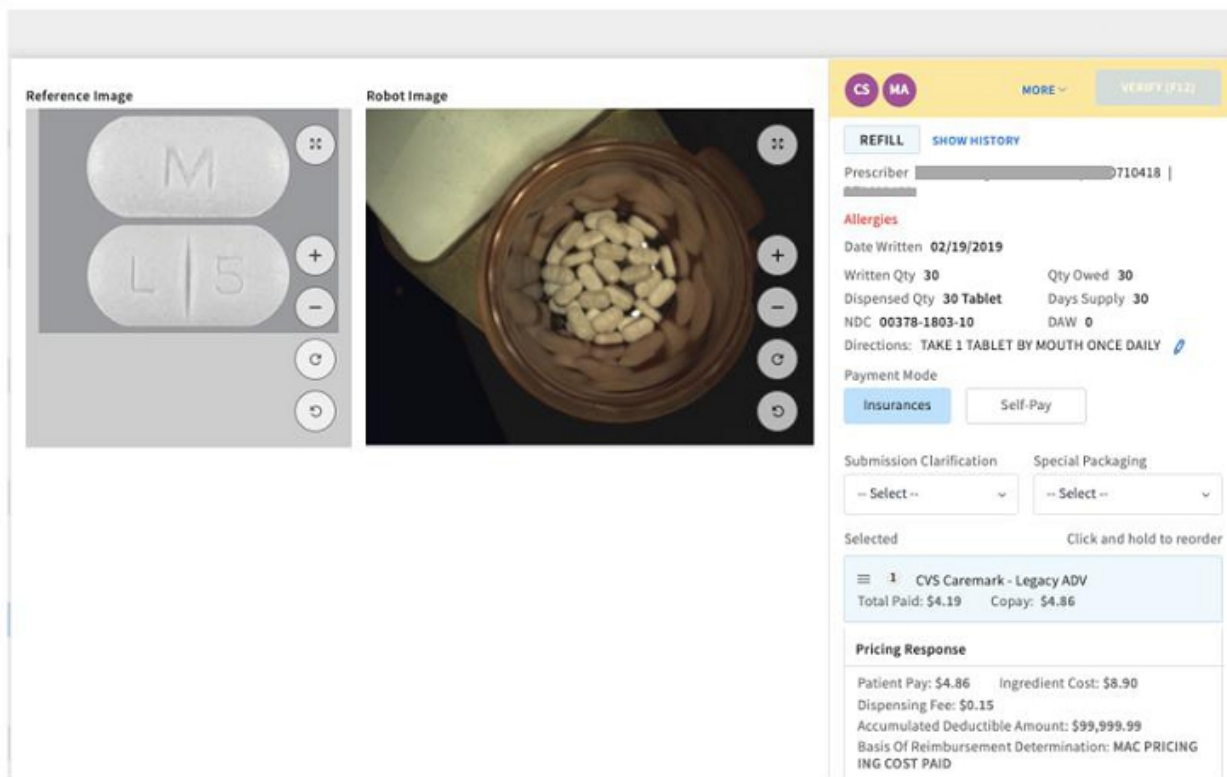 Reference Image
Robot Image
M
L 5
CS MA MORE VERIFY (F12)
REFILL SHOW HISTORY
Prescriber 0710418 |
Allergies
Date Written 02/19/2019
Written Qty 30 Qty Owed 30
Dispensed Qty 30 Tablet Days Supply 30
NDC 00378-1803-10 DAW 0
Directions: TAKE 1 TABLET BY MOUTH ONCE DAILY
Payment Mode
Insurances Self-Pay
Submission Clarification Special Packaging
-- Select -- -- Select --
Selected Click and hold to reorder
1 CVS Caremark - Legacy ADV
Total Paid: $4.19 Copay: $4.86
Pricing Response
Patient Pay: $4.86 Ingredient Cost: $8.90
Dispensing Fee: $0.15
Accumulated Deductible Amount: $99,999.99
Basis Of Reimbursement Determination: MAC PRICING
ING COST PAID